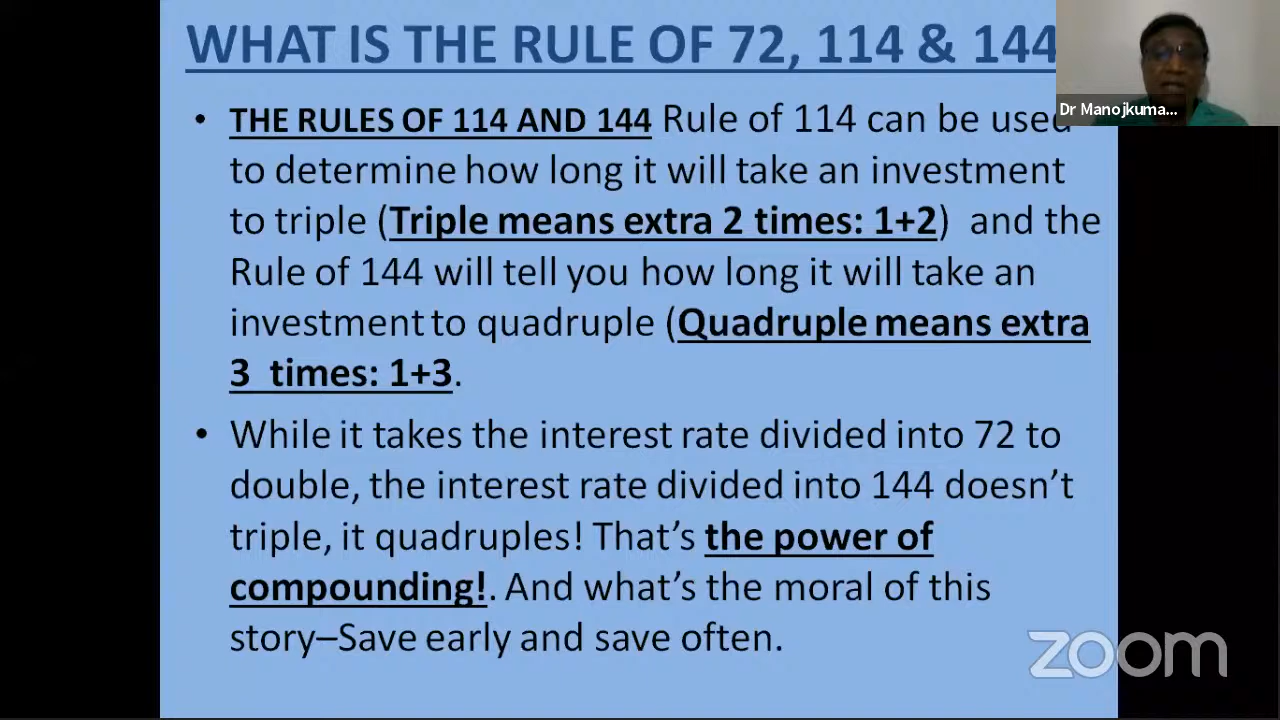 WHAT IS THE RULE OF 72, 114 & 144
Dr Manojkuma...
• THE RULES OF 114 AND 144 Rule of 114 can be used
to determine how long it will take an investment
to triple (Triple means extra 2 times: 1+2) and the
Rule of 144 will tell you how long it will take an
investment to quadruple (Quadruple means extra
3 times: 1+3.
• While it takes the interest rate divided into 72 to
double, the interest rate divided into 144 doesn't
triple, it quadruples! That's the power of
compounding!. And what's the moral of this
story–Save early and save often.
zoom